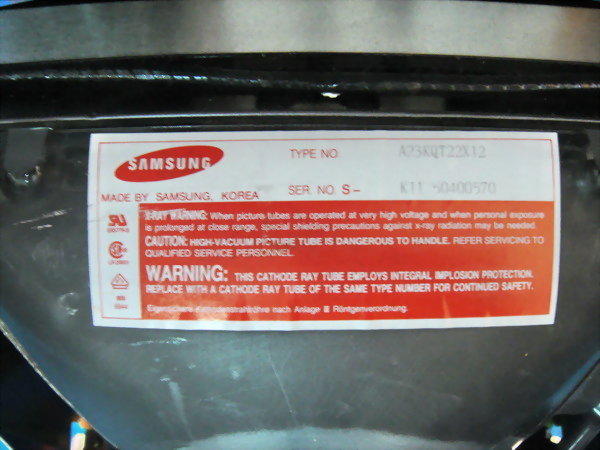 SAMSUNG
TYPE NO. A23KQT22X12
MADE BY SAMSUNG, KOREA SER. NO. S- K11 50400570
X-RAY WARNING: When picture tubes are operated at very high voltage and when personal exposure
is prolonged at close range, special shielding precautions against x-ray radiation may be needed.
CAUTION: HIGH-VACUUM PICTURE TUBE IS DANGEROUS TO HANDLE. REFER SERVICING TO
QUALIFIED SERVICE PERSONNEL.
WARNING: THIS CATHODE RAY TUBE EMPLOYS INTEGRAL IMPLOSION PROTECTION.
REPLACE WITH A CATHODE RAY TUBE OF THE SAME TYPE NUMBER FOR CONTINUED SAFETY.
nach Anlage III Röntgenverordnung.